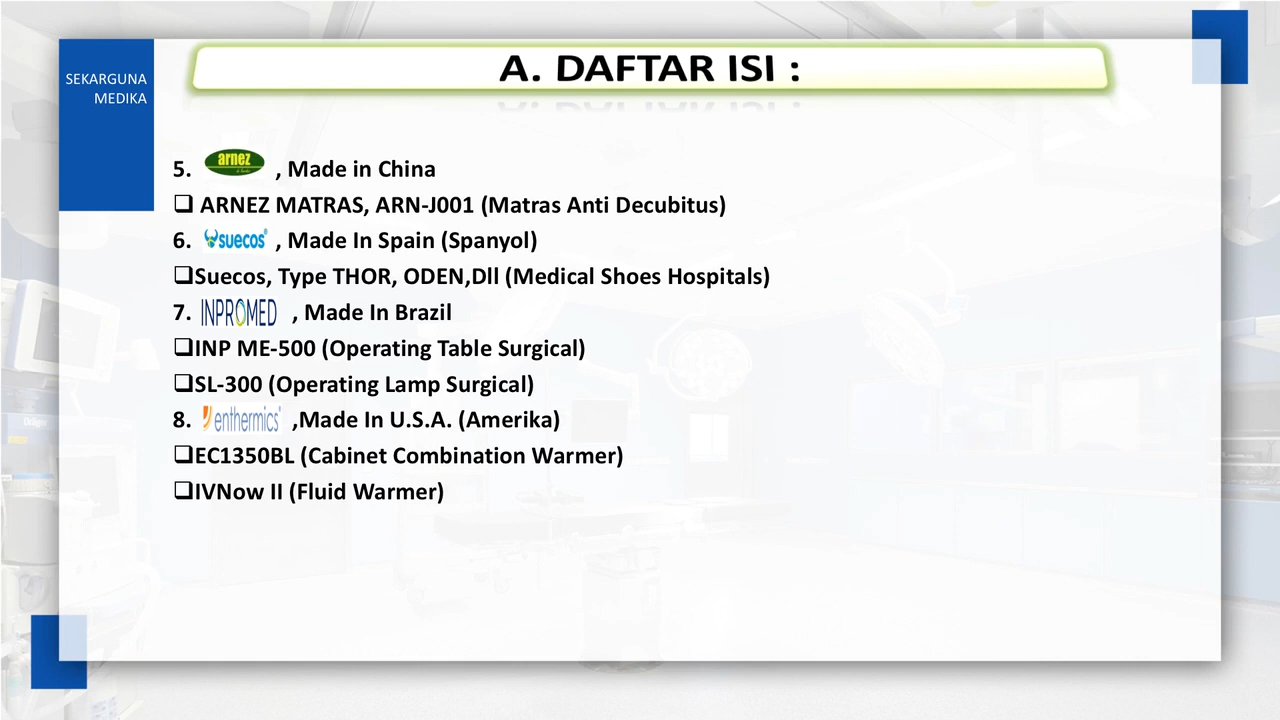 SEKARGUNA
MEDIKA
A. DAFTAR ISI :
5. arnez , Made in China
❑ ARNEZ MATRAS, ARN-J001 (Matras Anti Decubitus)
6. suecos® , Made In Spain (Spanyol)
❑Suecos, Type THOR, ODEN,Dll (Medical Shoes Hospitals)
7. INPROMED , Made In Brazil
❑INP ME-500 (Operating Table Surgical)
❑SL-300 (Operating Lamp Surgical)
8. enthermics® ,Made In U.S.A. (Amerika)
❑EC1350BL (Cabinet Combination Warmer)
❑IVNow II (Fluid Warmer)